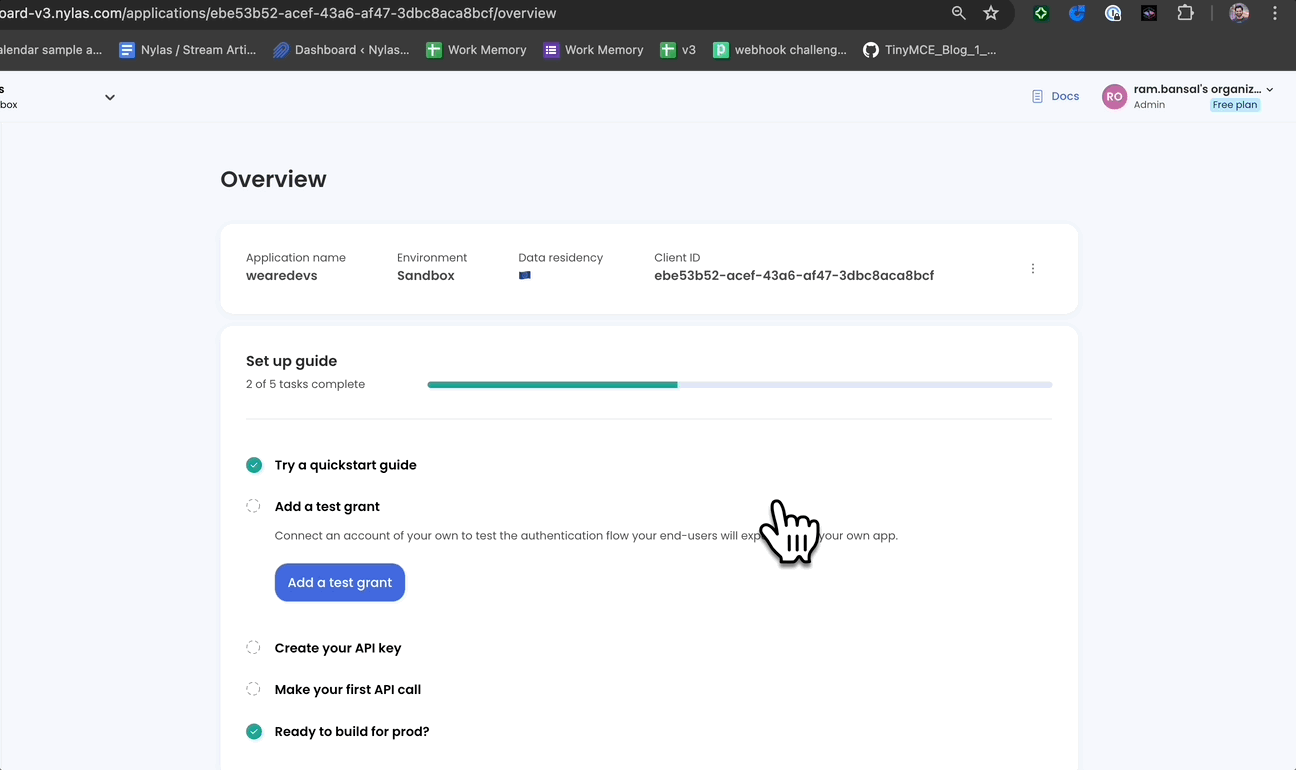 oard-v3.nylas.com/applications/ebe53b52-acef-43a6-af47-3dbc8aca8bcf/overview
alendar sample a... Nylas / Stream Arti... Dashboard ‹ Nylas... Work Memory Work Memory v3 webhook challeng... TinyMCE_Blog_1_...
s
box
Docs
RO
ram.bansal's organiz...
Admin Free plan
Overview
Application name Environment Data residency Client ID
wearedevs Sandbox ebe53b52-acef-43a6-af47-3dbc8aca8bcf
Set up guide
2 of 5 tasks complete
Try a quickstart guide
Add a test grant
Connect an account of your own to test the authentication flow your end-users will exp your own app.
Add a test grant
Create your API key
Make your first API call
Ready to build for prod?